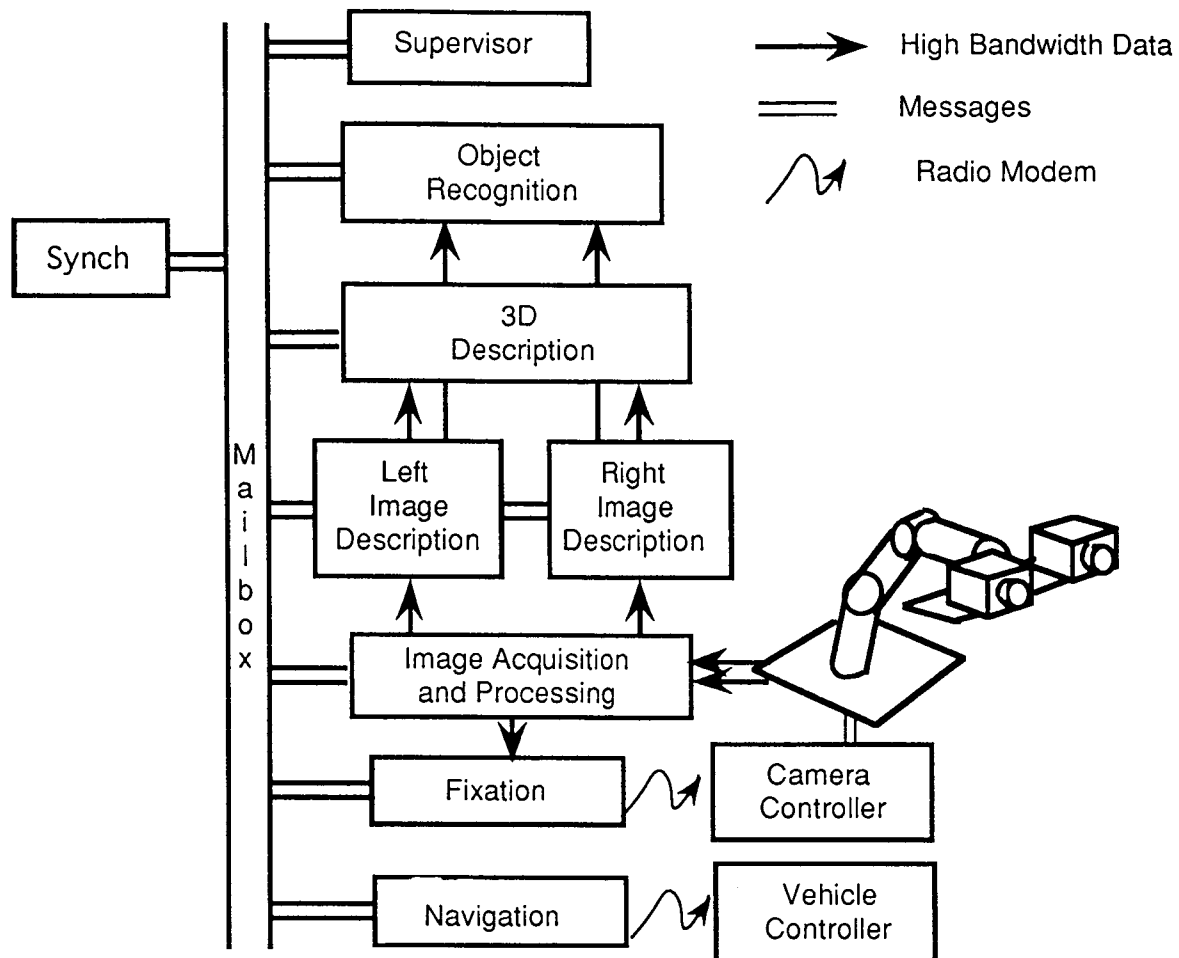 Supervisor
High Bandwidth Data
Messages
Radio Modem
Object
Recognition
Synch
3D
Description
Mailbox
Left
Image
Description
Right
Image
Description
Image Acquisition
and Processing
Fixation
Camera
Controller
Navigation
Vehicle
Controller